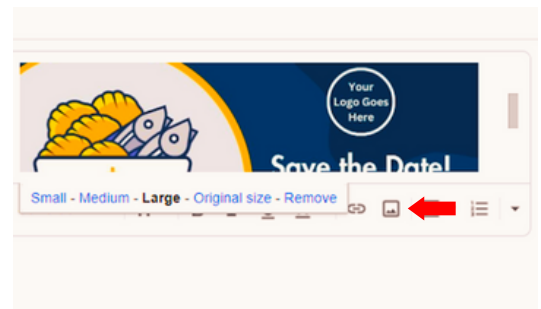 Your
Logo Goes
Here
Save the Date!
Small - Medium - Large - Original size - Remove